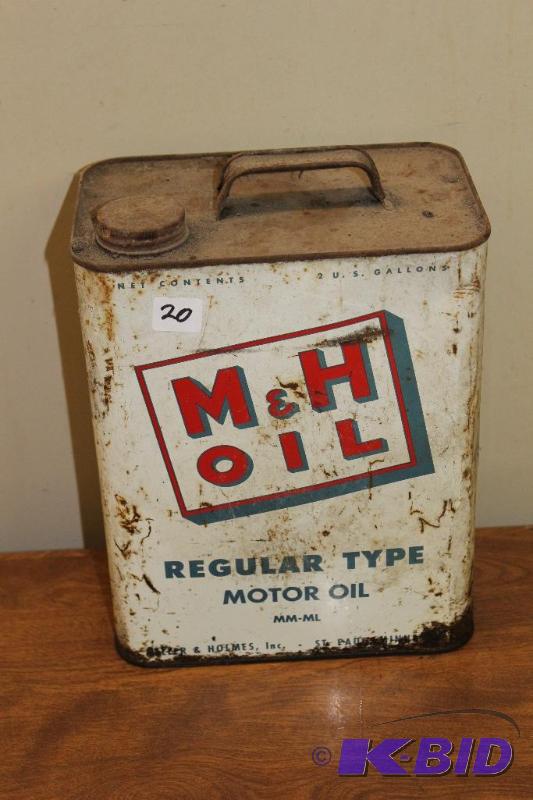 NET CONTENTS 2 U. S. GALLONS
20
M & H
OIL
REGULAR TYPE
MOTOR OIL
MM-ML
& HOLMES, Inc. ST. PAUL
© K-BID